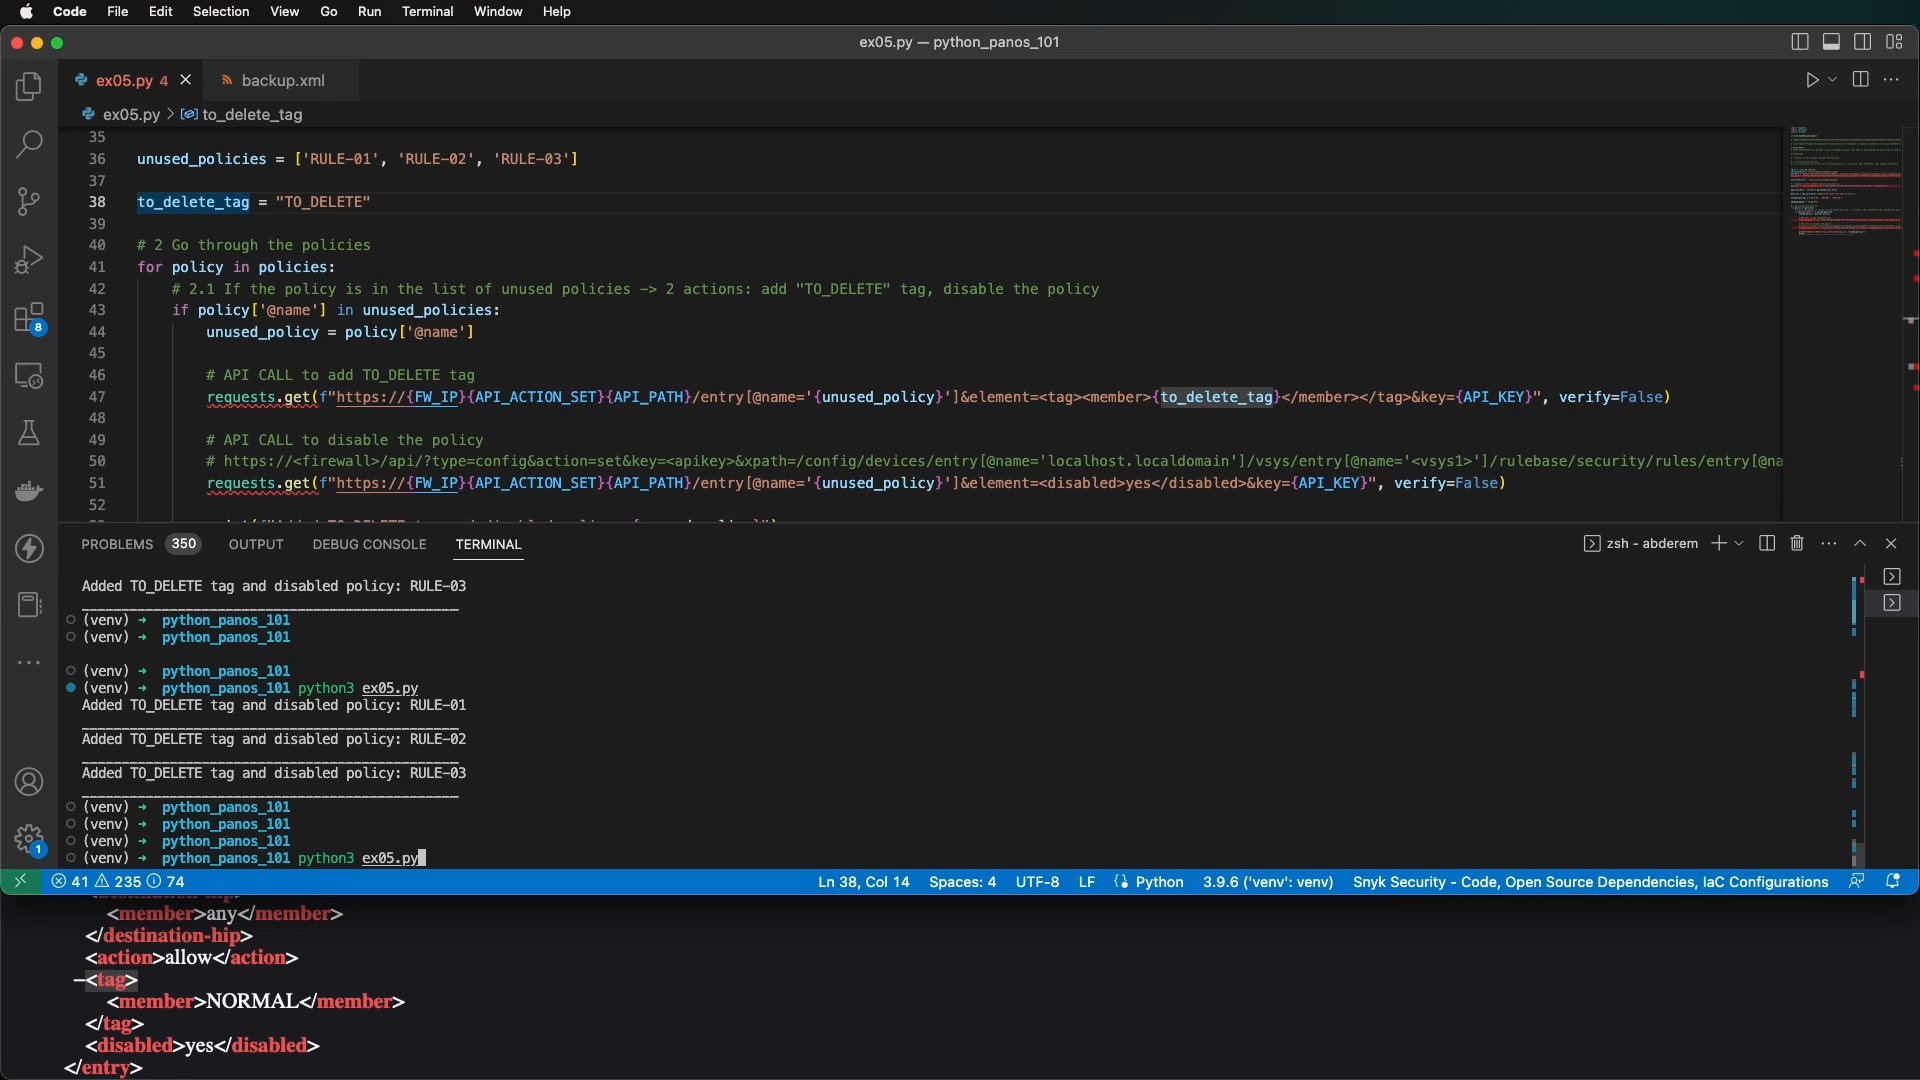 Code File Edit Selection View Go Run Terminal Window Help
ex05.py — python_panos_101
ex05.py 4 backup.xml
ex05.py > to_delete_tag
35
36 unused_policies = ['RULE-01', 'RULE-02', 'RULE-03']
37
38 to_delete_tag = "TO_DELETE"
39
40 # 2 Go through the policies
41 for policy in policies:
42 # 2.1 If the policy is in the list of unused policies -> 2 actions: add "TO_DELETE" tag, disable the policy
43 if policy['@name'] in unused_policies:
44 unused_policy = policy['@name']
45
46 # API CALL to add TO_DELETE tag
47 requests.get(f"https://{FW_IP}{API_ACTION_SET}{API_PATH}/entry[@name='{unused_policy}']&element=<tag><member>{to_delete_tag}</member></tag>&key={API_KEY}", verify=False)
48
49 # API CALL to disable the policy
50 # https://<firewall>/api/?type=config&action=set&key=<apikey>&xpath=/config/devices/entry[@name='localhost.localdomain']/vsys/entry[@name='<vsys1>']/rulebase/security/rules/entry[@na
51 requests.get(f"https://{FW_IP}{API_ACTION_SET}{API_PATH}/entry[@name='{unused_policy}']&element=<disabled>yes</disabled>&key={API_KEY}", verify=False)
52
8
PROBLEMS 350 OUTPUT DEBUG CONSOLE TERMINAL zsh - abderem
Added TO_DELETE tag and disabled policy: RULE-03
_______________________________________________
(venv) → python_panos_101
(venv) → python_panos_101
(venv) → python_panos_101
(venv) → python_panos_101 python3 ex05.py
Added TO_DELETE tag and disabled policy: RULE-01
_______________________________________________
Added TO_DELETE tag and disabled policy: RULE-02
_______________________________________________
Added TO_DELETE tag and disabled policy: RULE-03
_______________________________________________
(venv) → python_panos_101
(venv) → python_panos_101
(venv) → python_panos_101
(venv) → python_panos_101 python3 ex05.py
1
41 235 74 Ln 38, Col 14 Spaces: 4 UTF-8 LF Python 3.9.6 ('venv': venv) Snyk Security - Code, Open Source Dependencies, IaC Configurations
<member>any</member>
</destination-hip>
<action>allow</action>
—<tag>
<member>NORMAL</member>
</tag>
<disabled>yes</disabled>
</entry>